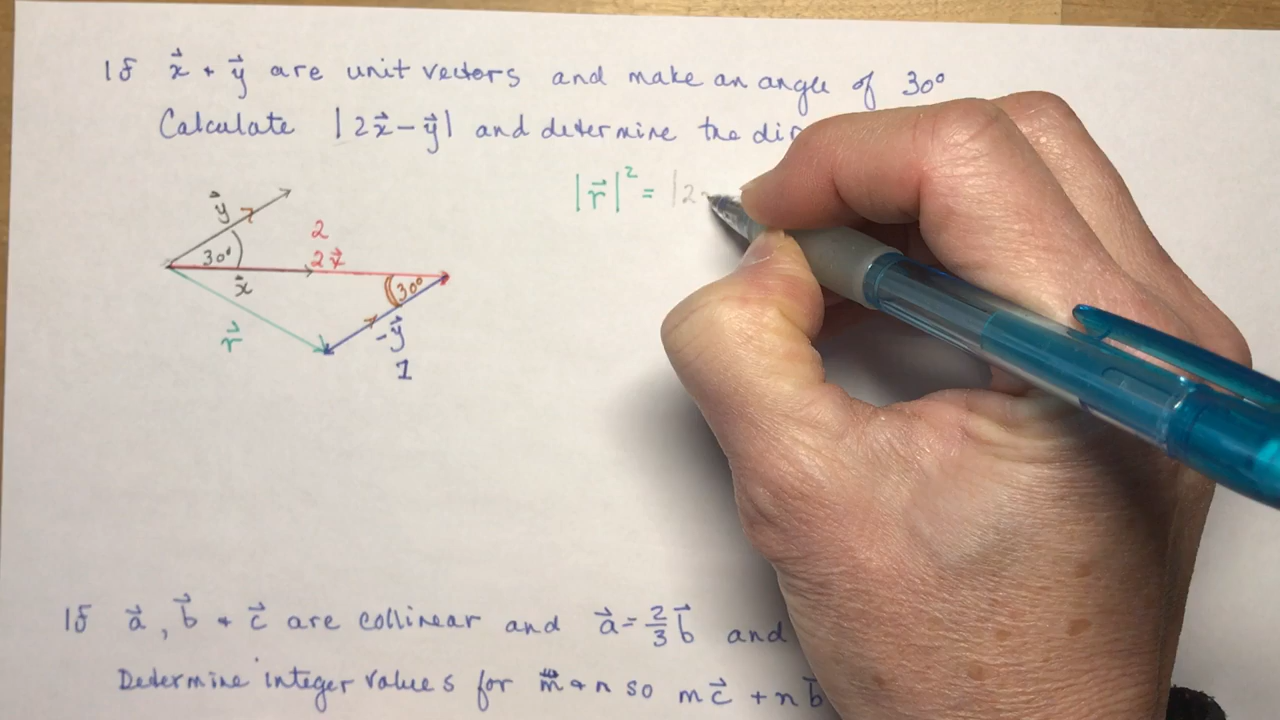 If x⃗ + y⃗ are unit vectors and make an angle of 30°
Calculate |2x⃗ - y⃗| and determine the
|r⃗|² = |2
y⃗
30°
x⃗
2
2x⃗
30°
-y⃗
1
r⃗
If a⃗, b⃗ + c⃗ are collinear and a⃗ = 2/3 b⃗ and
Determine integer values for m + n so mc⃗ + nb⃗